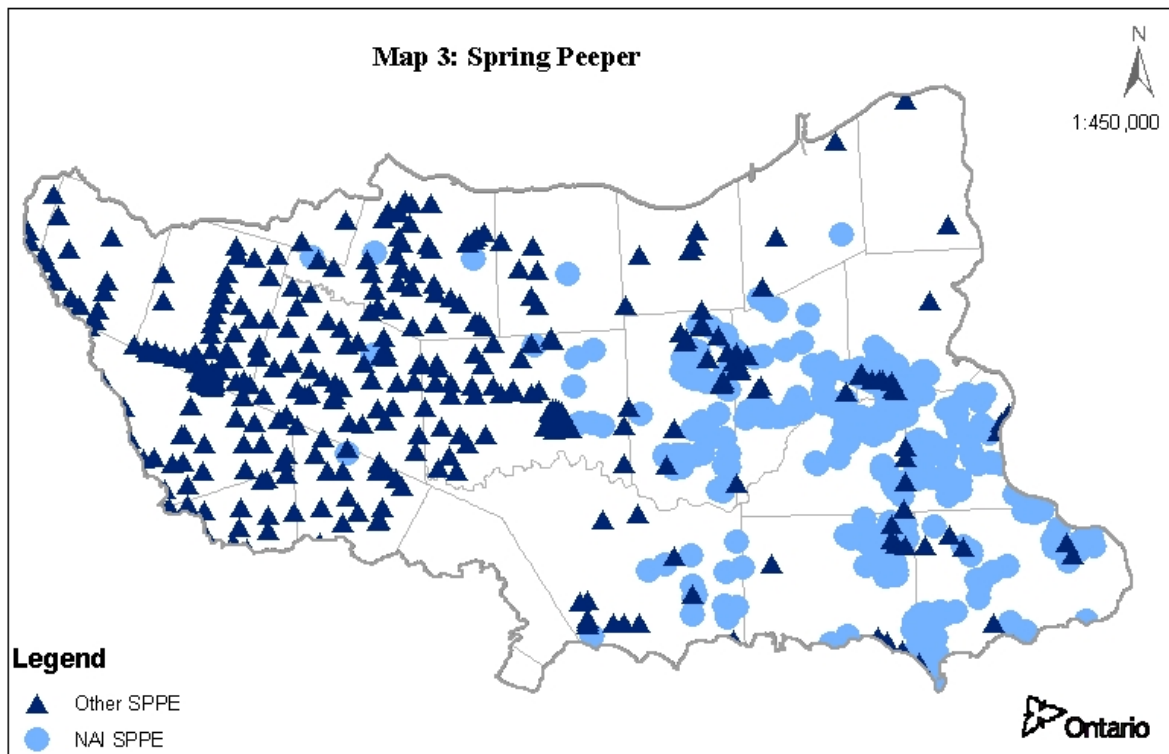 Map 3: Spring Peeper
N
1:450,000
Legend
Other SPPE
NAI SPPE
Ontario